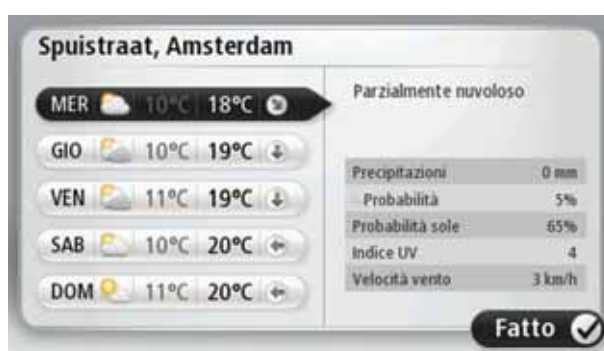 Spuistraat, Amsterdam
MER 10°C 18°C
GIO 10°C 19°C
VEN 11°C 19°C
SAB 10°C 20°C
DOM 11°C 20°C
Parzialmente nuvoloso
Precipitazioni 0 mm
Probabilità 5%
Probabilità sole 65%
Indice UV 4
Velocità vento 3 km/h
Fatto